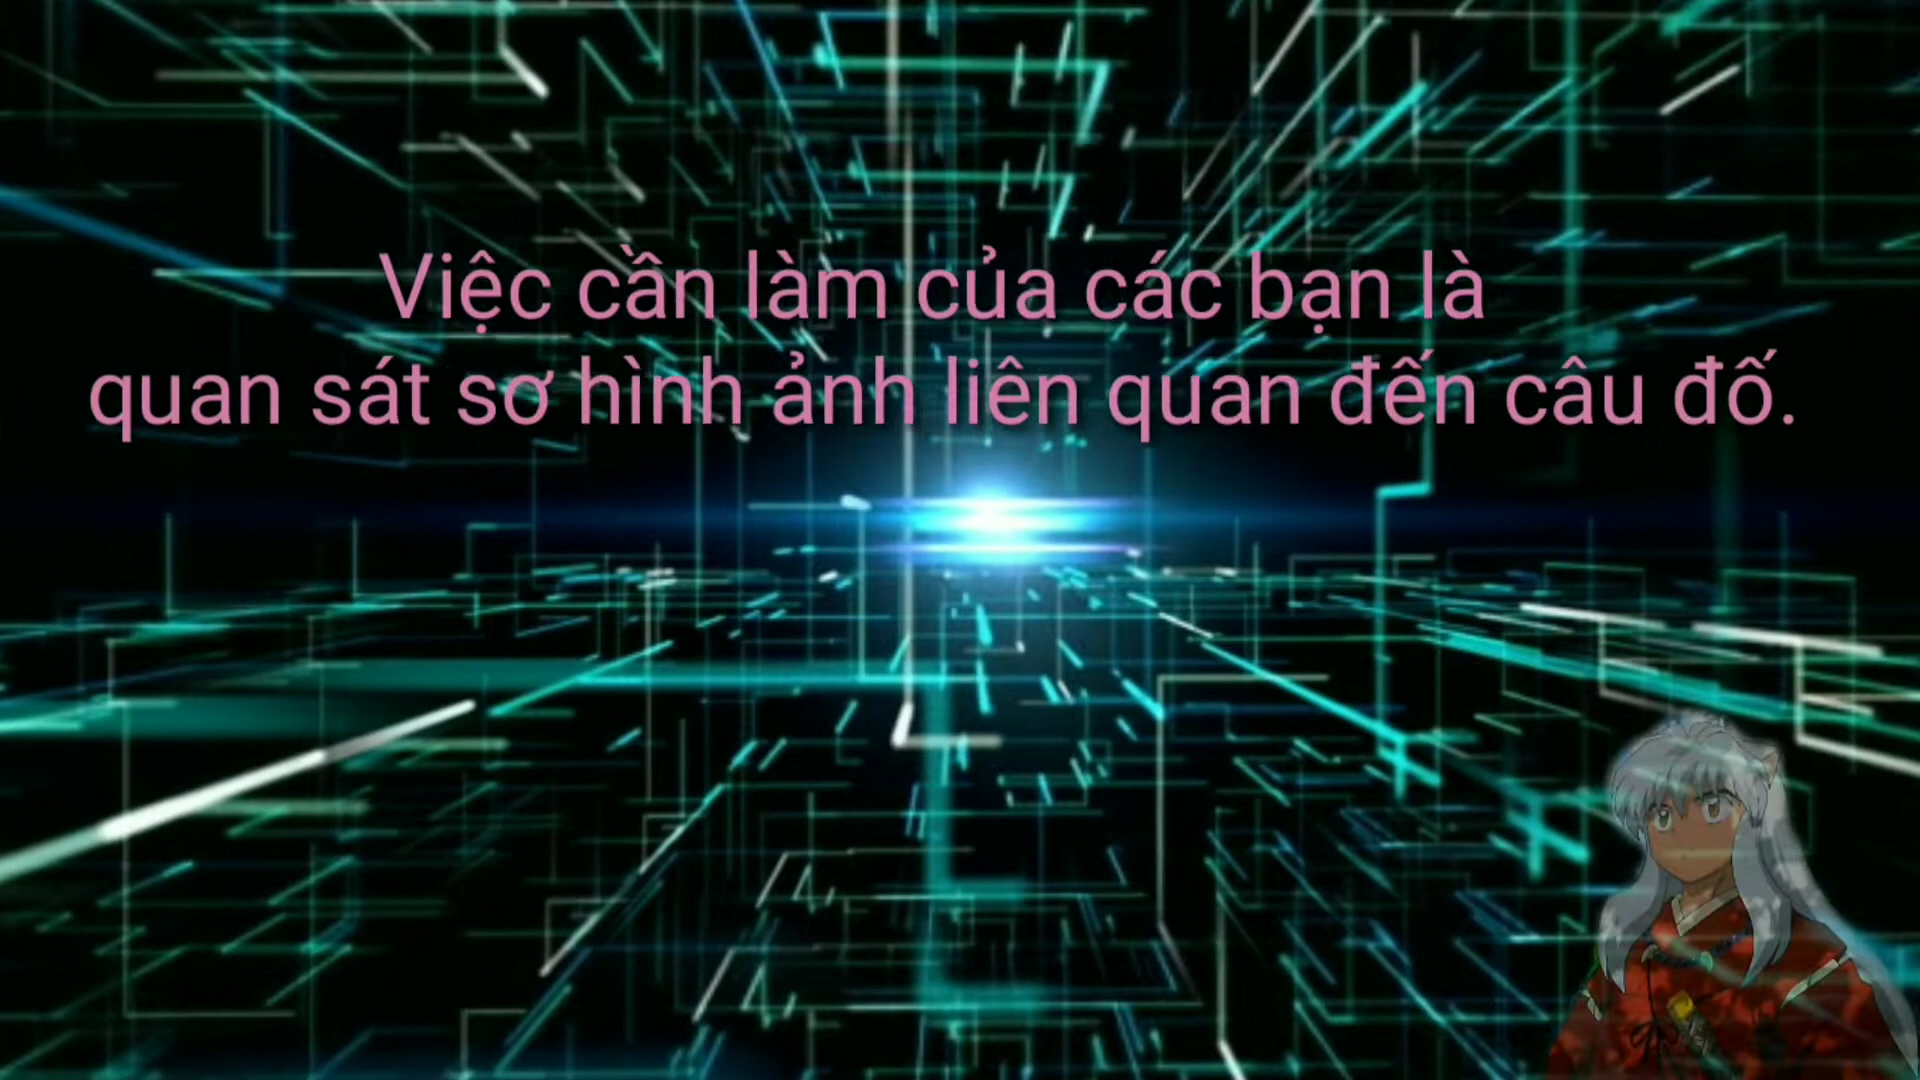 Việc cần làm của các bạn là
quan sát sơ hình ảnh liên quan đến câu đố.